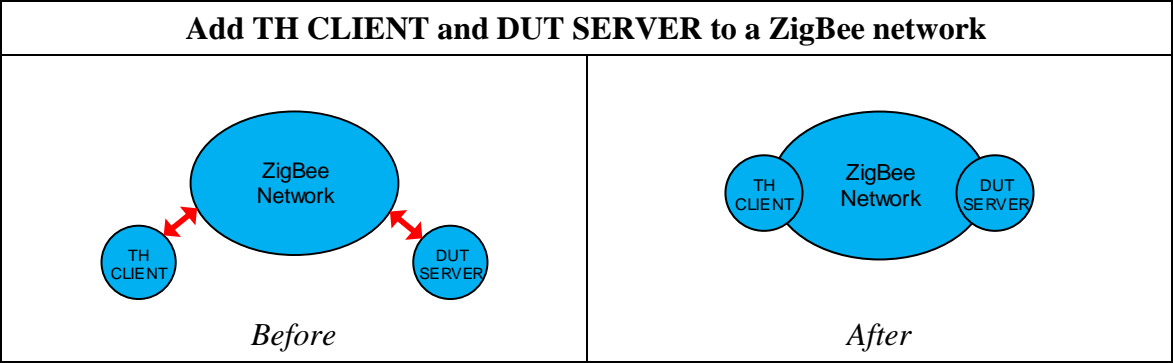 Add TH CLIENT and DUT SERVER to a ZigBee network
ZigBee
Network
TH
CLIENT
DUT
SERVER
Before
ZigBee
Network
TH
CLIENT
DUT
SERVER
After